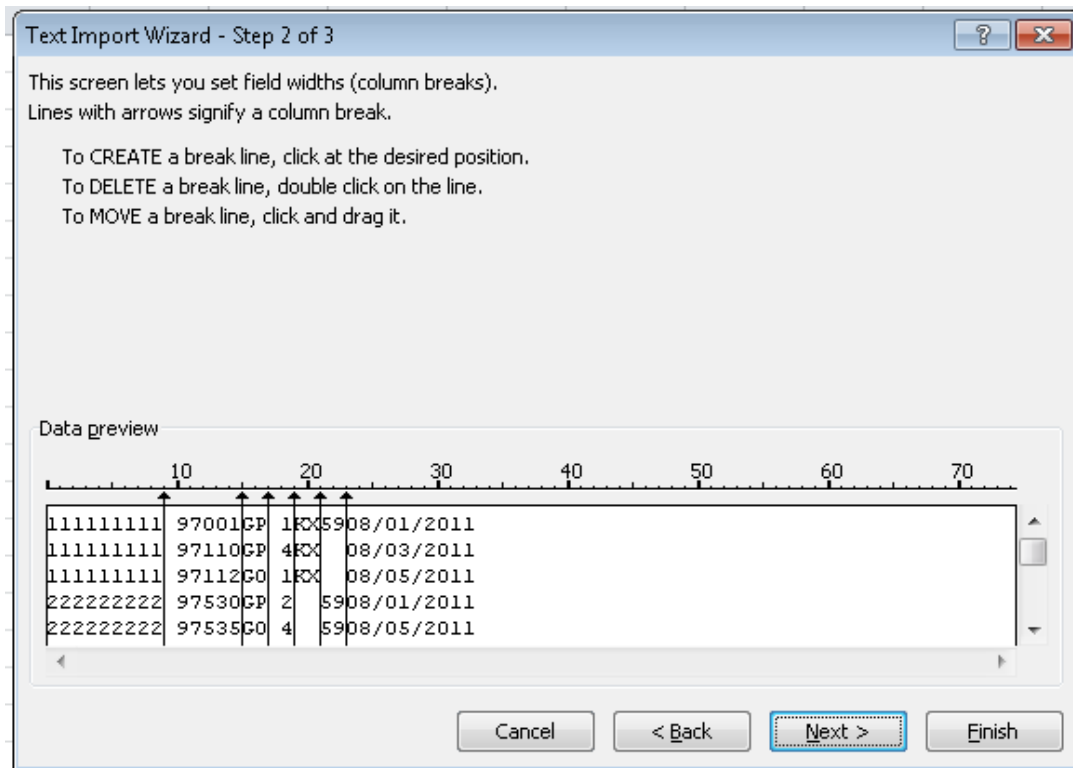 Text Import Wizard - Step 2 of 3
This screen lets you set field widths (column breaks).
Lines with arrows signify a column break.
To CREATE a break line, click at the desired position.
To DELETE a break line, double click on the line.
To MOVE a break line, click and drag it.
Data preview
10 20 30 40 50 60 70
111111111 97001GP 1KX5908/01/2011
111111111 97110GP 4KX  08/03/2011
111111111 97112GO 1KX  08/05/2011
222222222 97530GP 2  5908/01/2011
222222222 97535GO 4  5908/05/2011
Cancel < Back Next > Finish